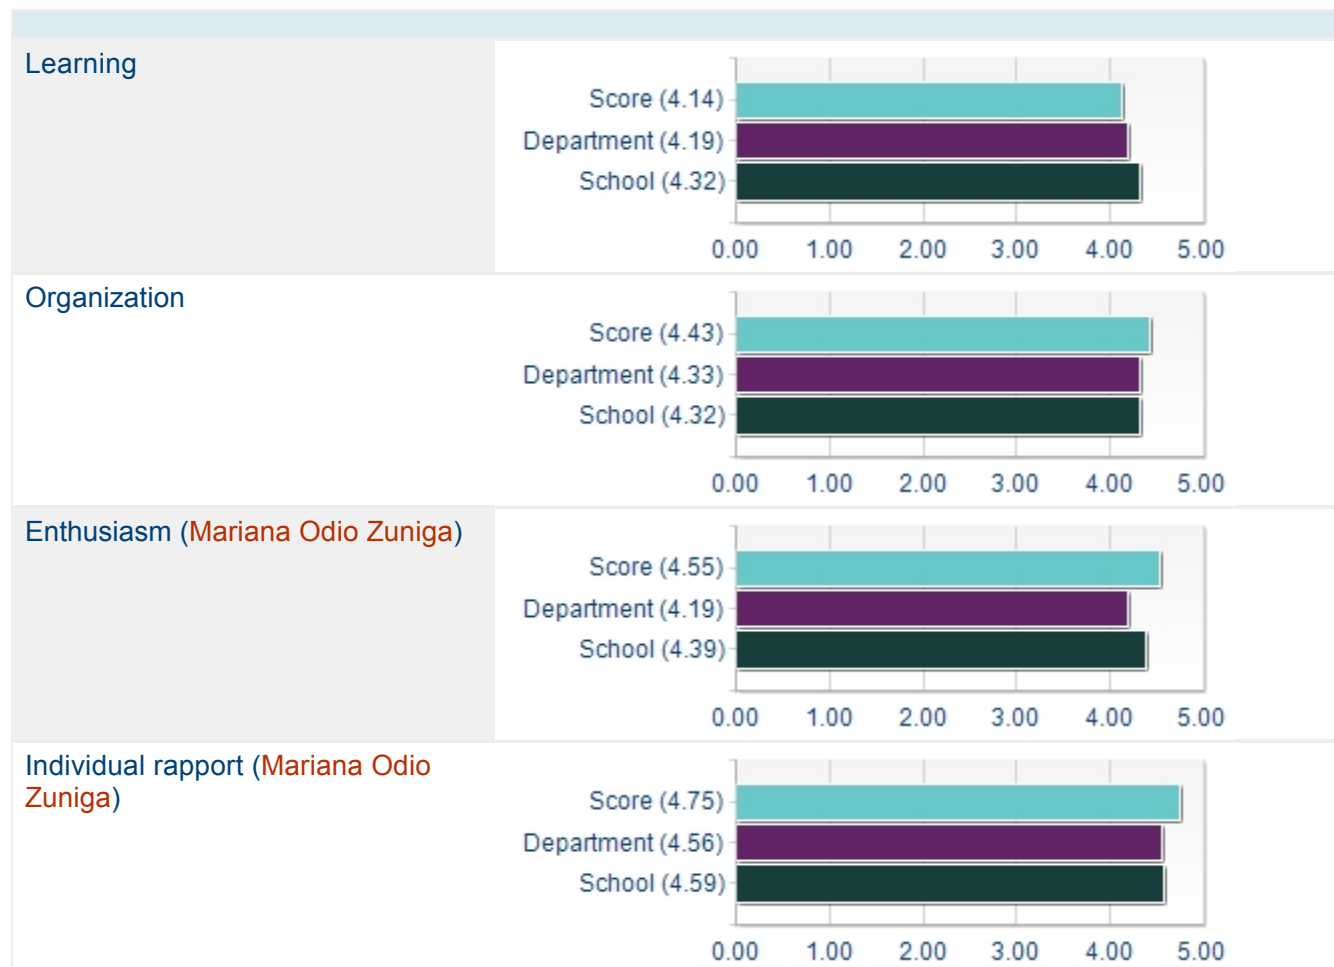 Learning
Score (4.14)
Department (4.19)
School (4.32)
0.00 1.00 2.00 3.00 4.00 5.00
Organization
Score (4.43)
Department (4.33)
School (4.32)
0.00 1.00 2.00 3.00 4.00 5.00
Enthusiasm (Mariana Odio Zuniga)
Score (4.55)
Department (4.19)
School (4.39)
0.00 1.00 2.00 3.00 4.00 5.00
Individual rapport (Mariana Odio
Zuniga)
Score (4.75)
Department (4.56)
School (4.59)
0.00 1.00 2.00 3.00 4.00 5.00